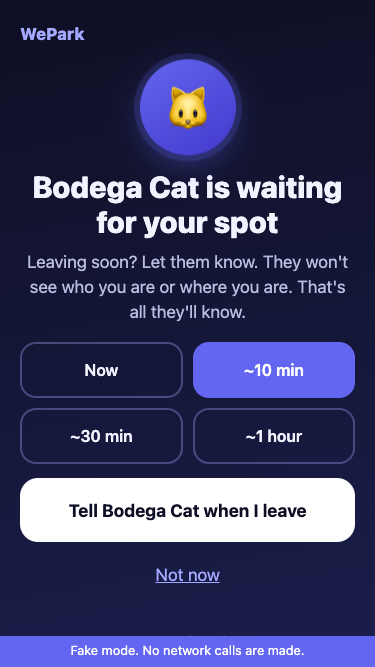 WePark
Bodega Cat is waiting
for your spot
Leaving soon? Let them know. They won't
see who you are or where you are. That's
all they'll know.
Now
~10 min
~30 min
~1 hour
Tell Bodega Cat when I leave
Not now
Fake mode. No network calls are made.